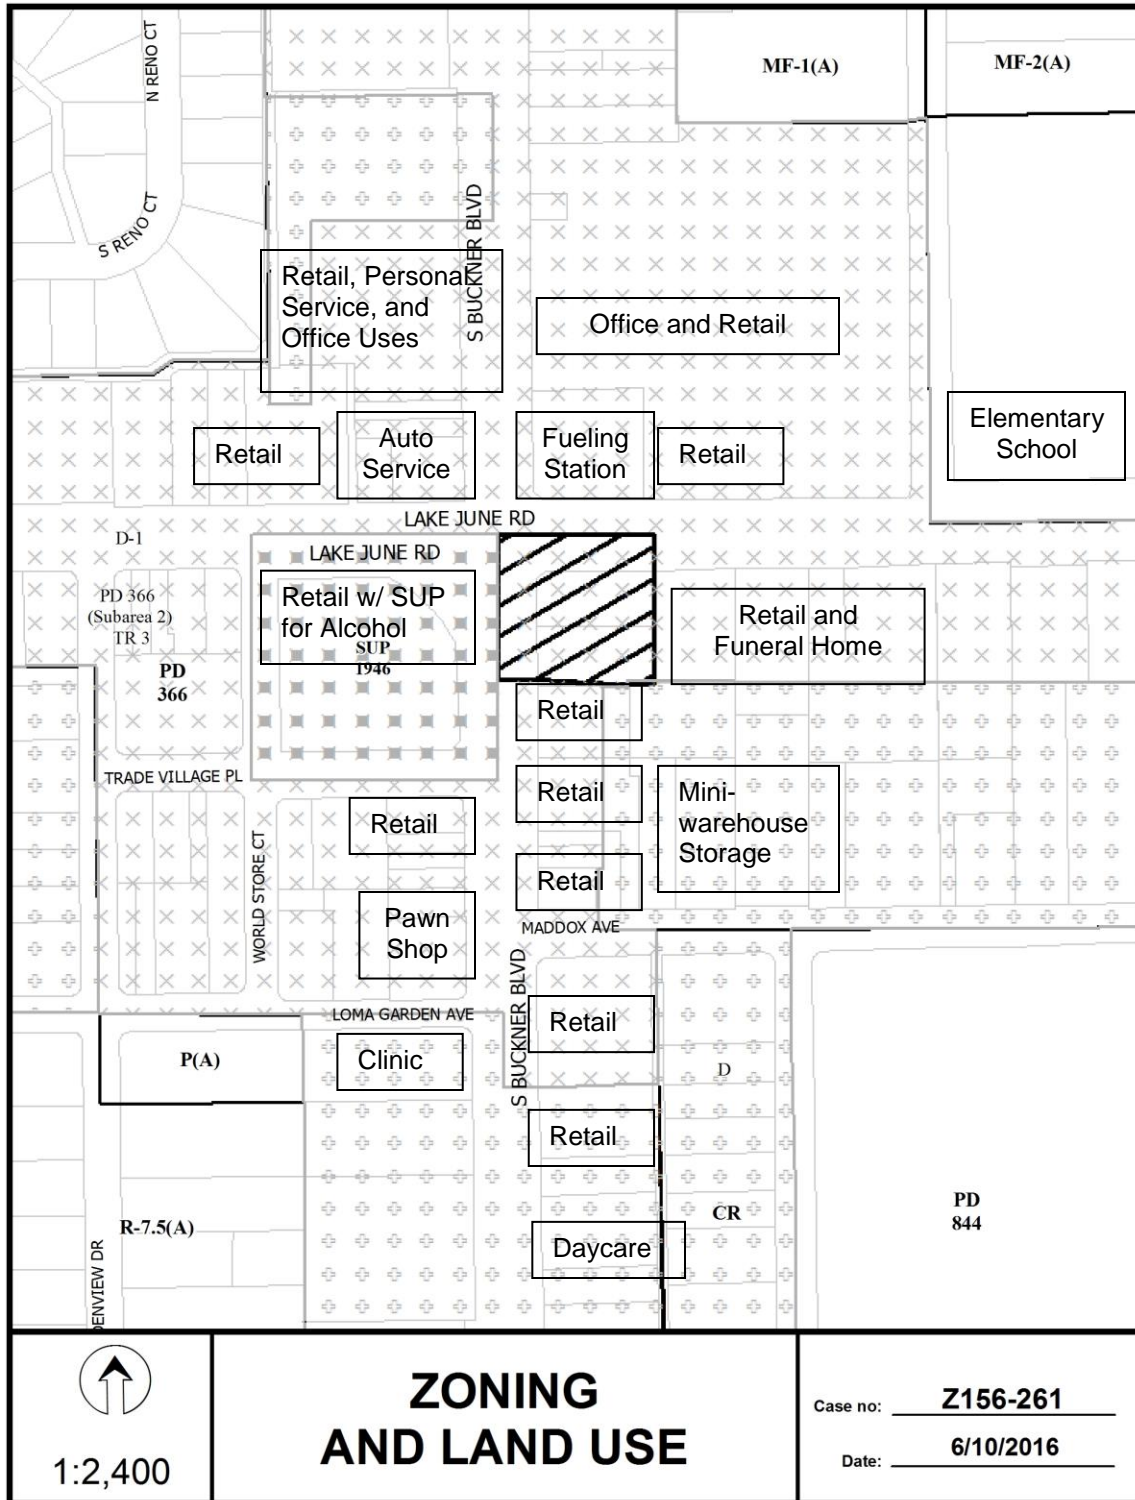 N RENO CT
MF-1(A)
MF-2(A)
S RENO CT
S BUCKNER BLVD
Retail, Personal
Service, and
Office Uses
Office and Retail
Retail
Auto
Service
Fueling
Station
Retail
Elementary
School
LAKE JUNE RD
D-1
LAKE JUNE RD
PD 366
(Subarea 2)
TR 3
Retail w/ SUP
for Alcohol
SUP
1946
Retail and
Funeral Home
PD
366
Retail
TRADE VILLAGE PL
Retail
Mini-
warehouse
Storage
Retail
WORLD STORE CT
Retail
Pawn
Shop
MADDOX AVE
S BUCKNER BLVD
LOMA GARDEN AVE
Retail
P(A)
Clinic
D
Retail
R-7.5(A)
CR
PD
844
Daycare
DENVIEW DR
1:2,400
ZONING
AND LAND USE
Case no: Z156-261
Date: 6/10/2016